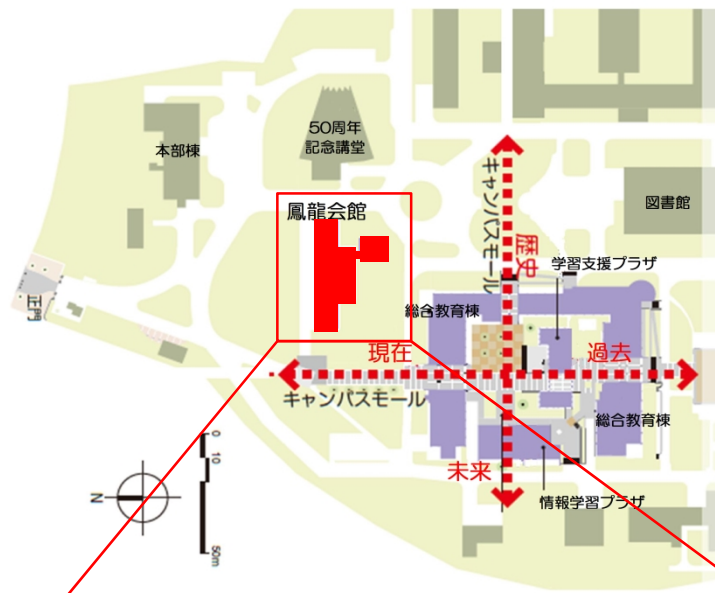 50周年
記念講堂
本部棟
鳳龍会館
図書館
キャンパスモール
歴史
学習支援プラザ
正門
総合教育棟
現在
過去
キャンパスモール
総合教育棟
未来
情報学習プラザ
N
0
10
50m